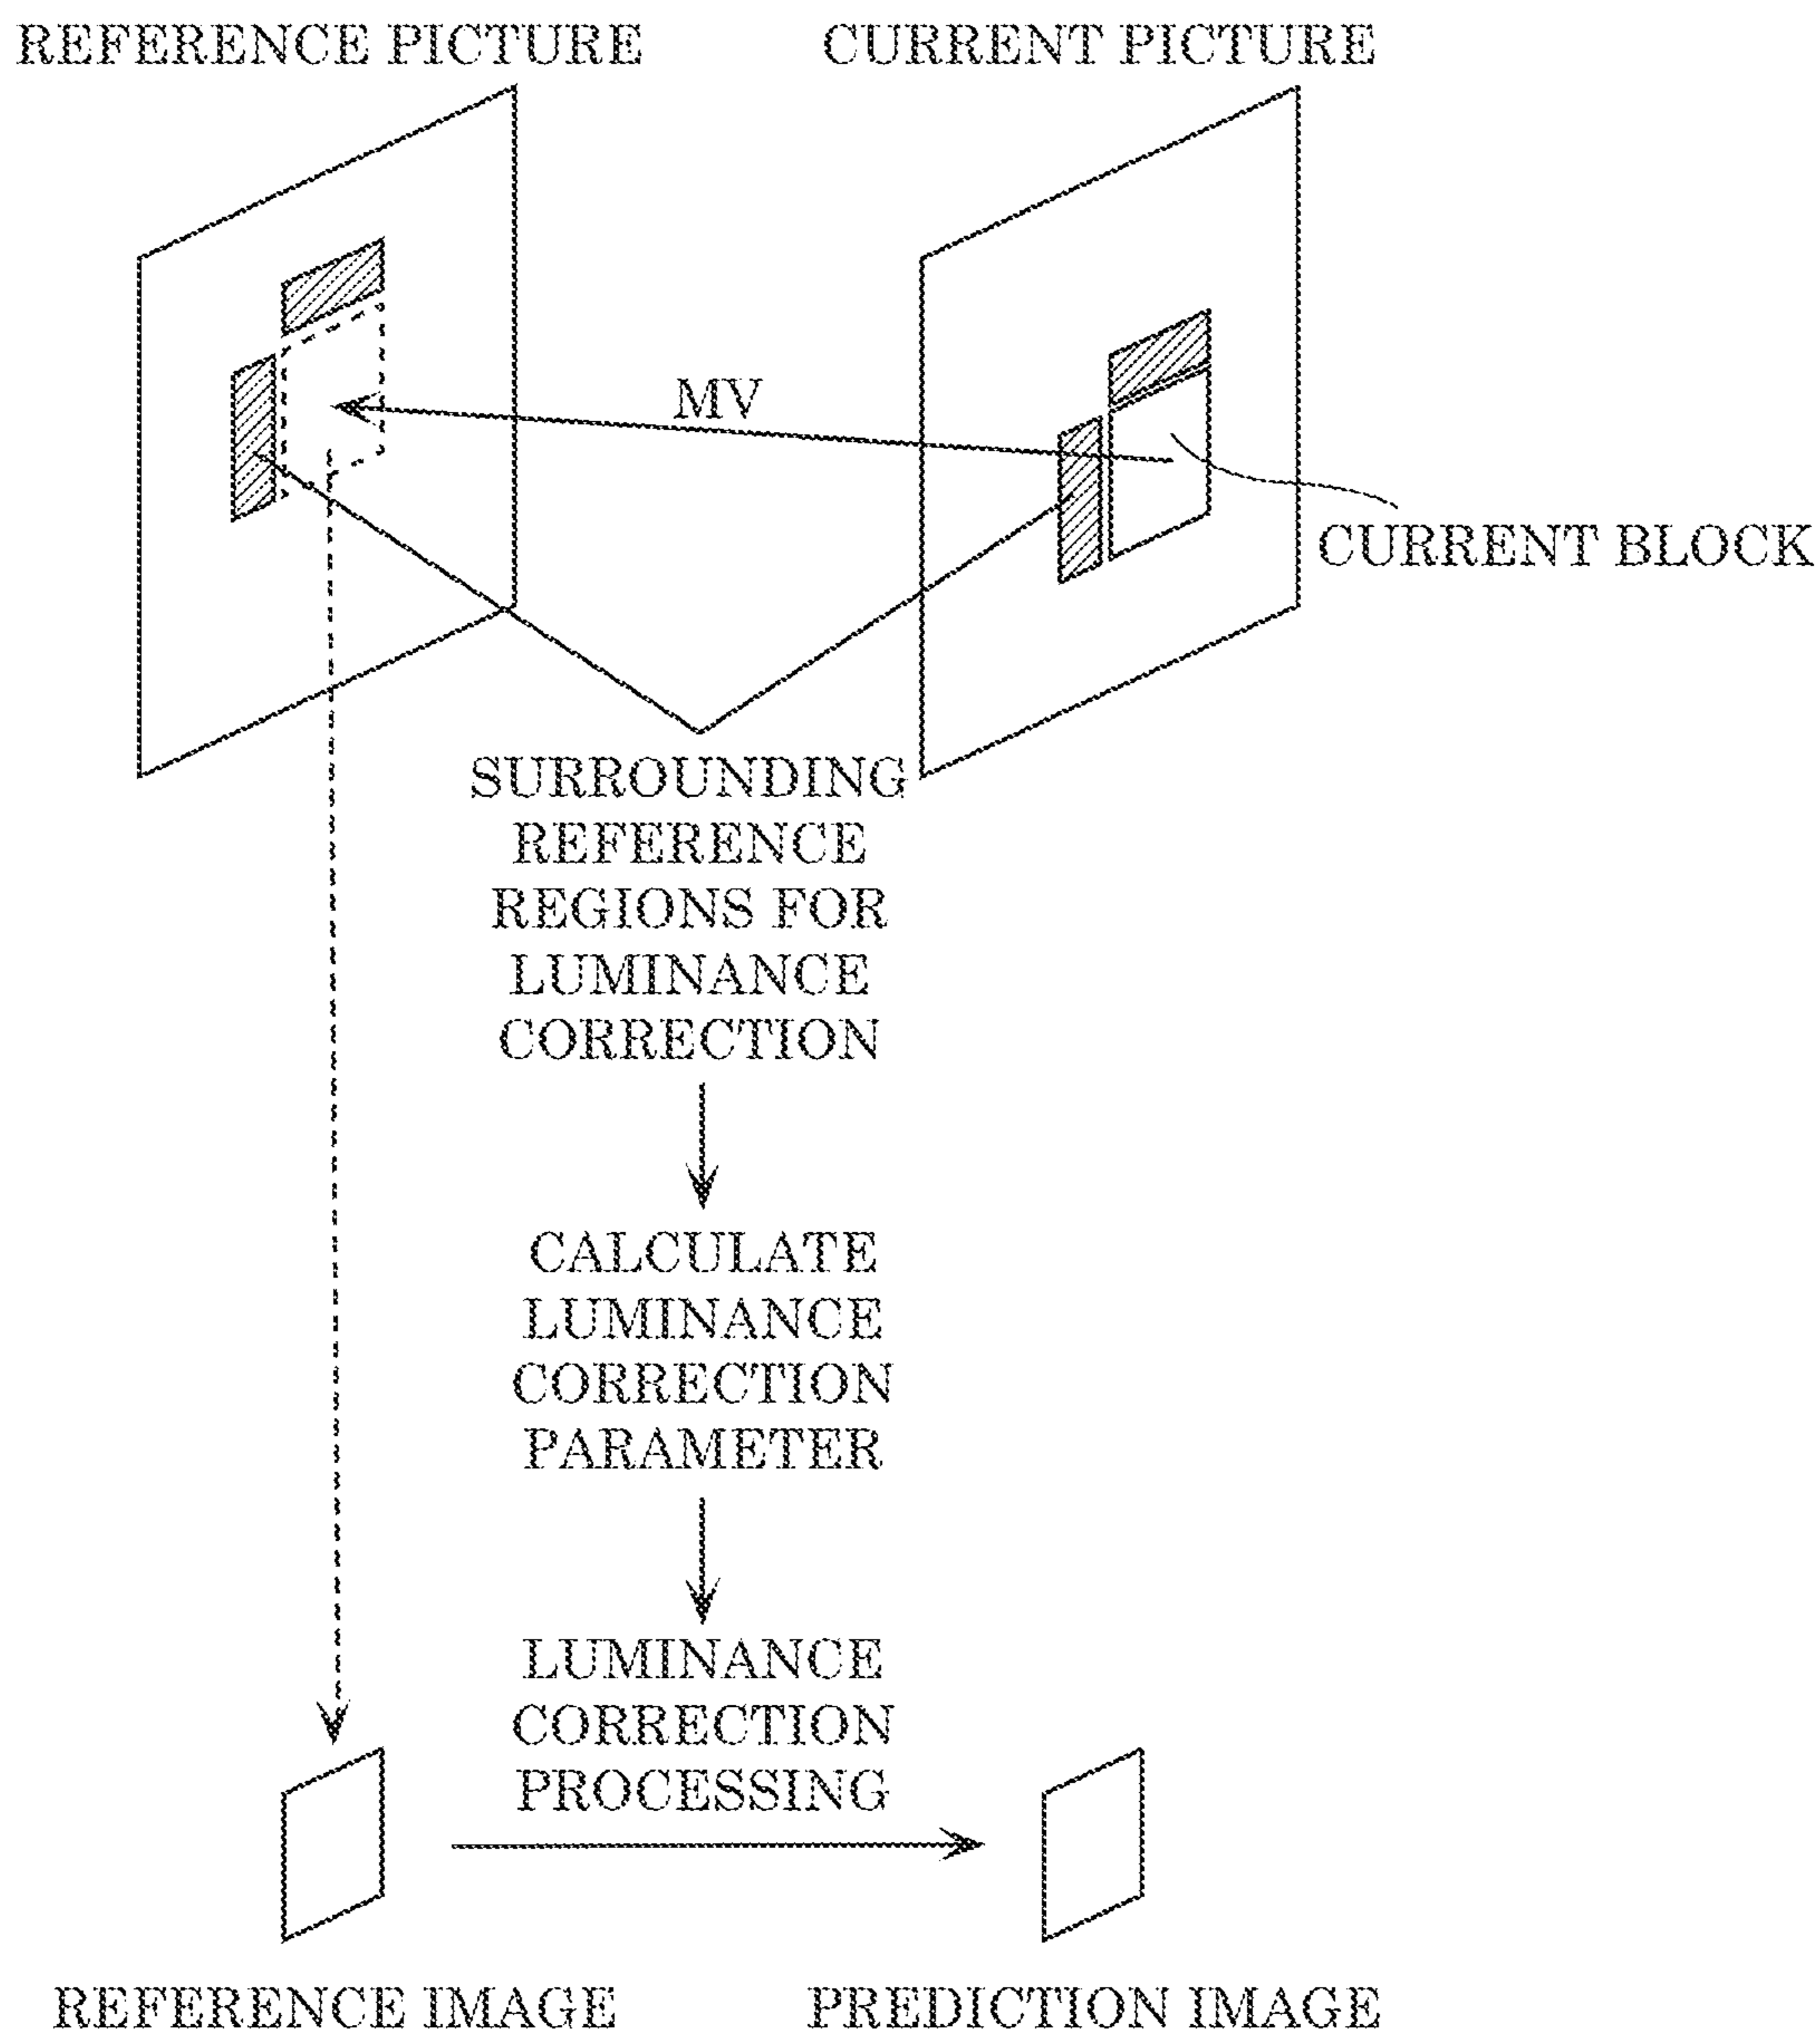 REFERENCE PICTURE
CURRENT PICTURE
MV
CURRENT BLOCK
SURROUNDING
REFERENCE
REGIONS FOR
LUMINANCE
CORRECTION
CALCULATE
LUMINANCE
CORRECTION
PARAMETER
LUMINANCE
CORRECTION
PROCESSING
REFERENCE IMAGE
PREDICTION IMAGE